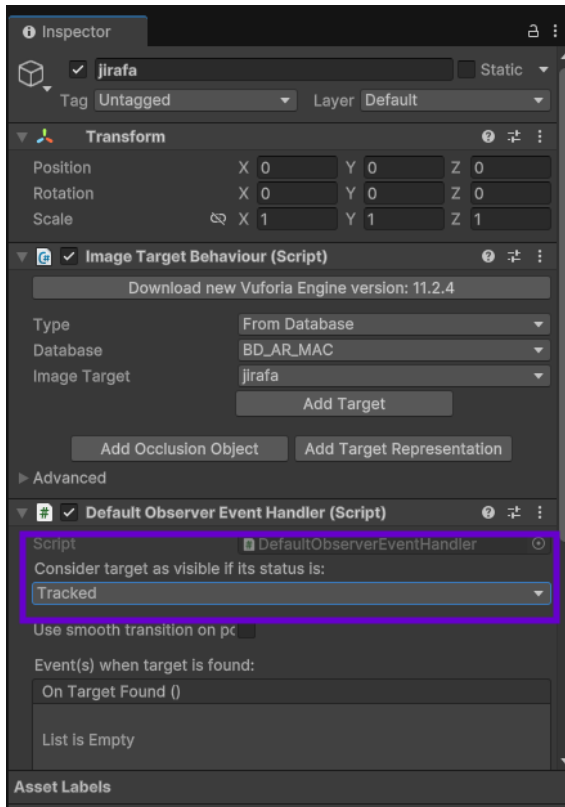 Inspector
jirafa Static
Tag Untagged Layer Default
Transform
Position X 0 Y 0 Z 0
Rotation X 0 Y 0 Z 0
Scale X 1 Y 1 Z 1
Image Target Behaviour (Script)
Download new Vuforia Engine version: 11.2.4
Type From Database
Database BD_AR_MAC
Image Target jirafa
Add Target
Add Occlusion Object Add Target Representation
Advanced
# Default Observer Event Handler (Script)
Script # DefaultObserverEventHandler
Consider target as visible if its status is:
Tracked
Use smooth transition on po
Event(s) when target is found:
On Target Found ()
List is Empty
Asset Labels